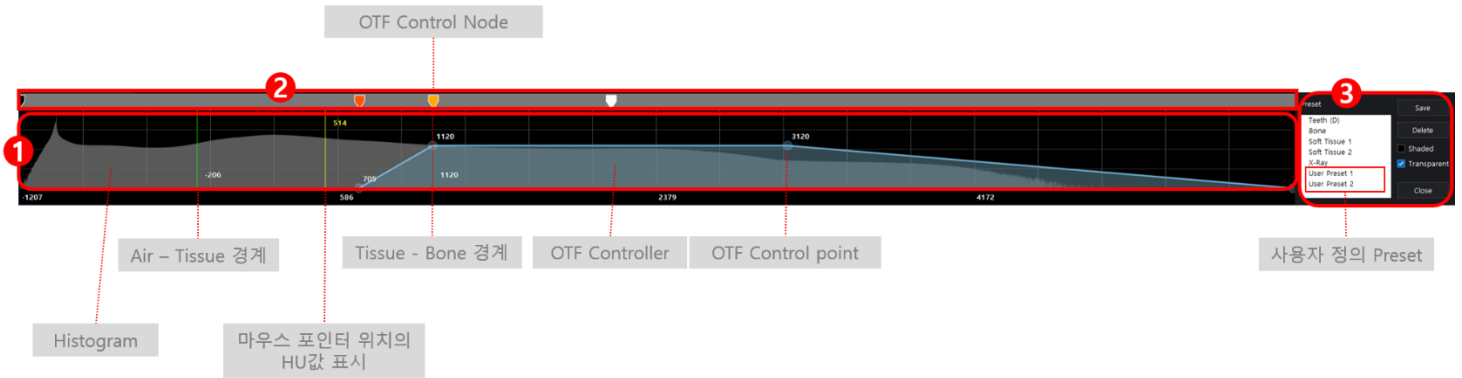 OTF Control Node
2
3
Preset
Save
Teeth (D)
Bone
Soft Tissue 1
Soft Tissue 2
X-Ray
User Preset 1
User Preset 2
Delete
Shaded
Transparent
Close
1
514
1120
3120
-206
705
1120
-1207
586
2379
4172
Air – Tissue 경계
Tissue - Bone 경계
OTF Controller
OTF Control point
사용자 정의 Preset
Histogram
마우스 포인터 위치의
HU값 표시